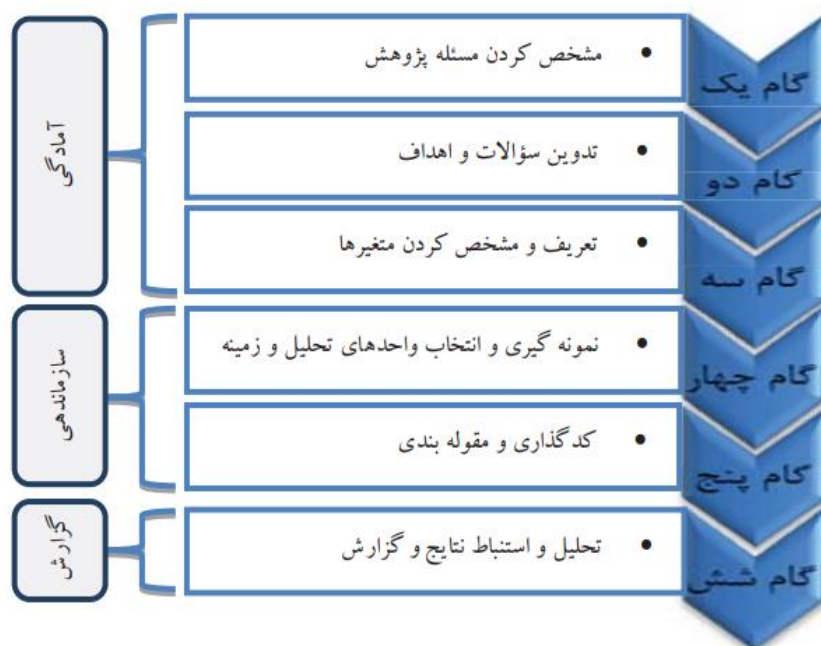 گام یک
مشخص کردن مسئله پژوهش
گام دو
تدوین سؤالات و اهداف
گام سه
تعریف و مشخص کردن متغیرها
آمادگی
گام چهار
نمونه گیری و انتخاب واحدهای تحلیل و زمینه
گام پنج
کدگذاری و مقوله بندی
سازماندهی
گام شش
تحلیل و استنباط نتایج و گزارش
گزارش